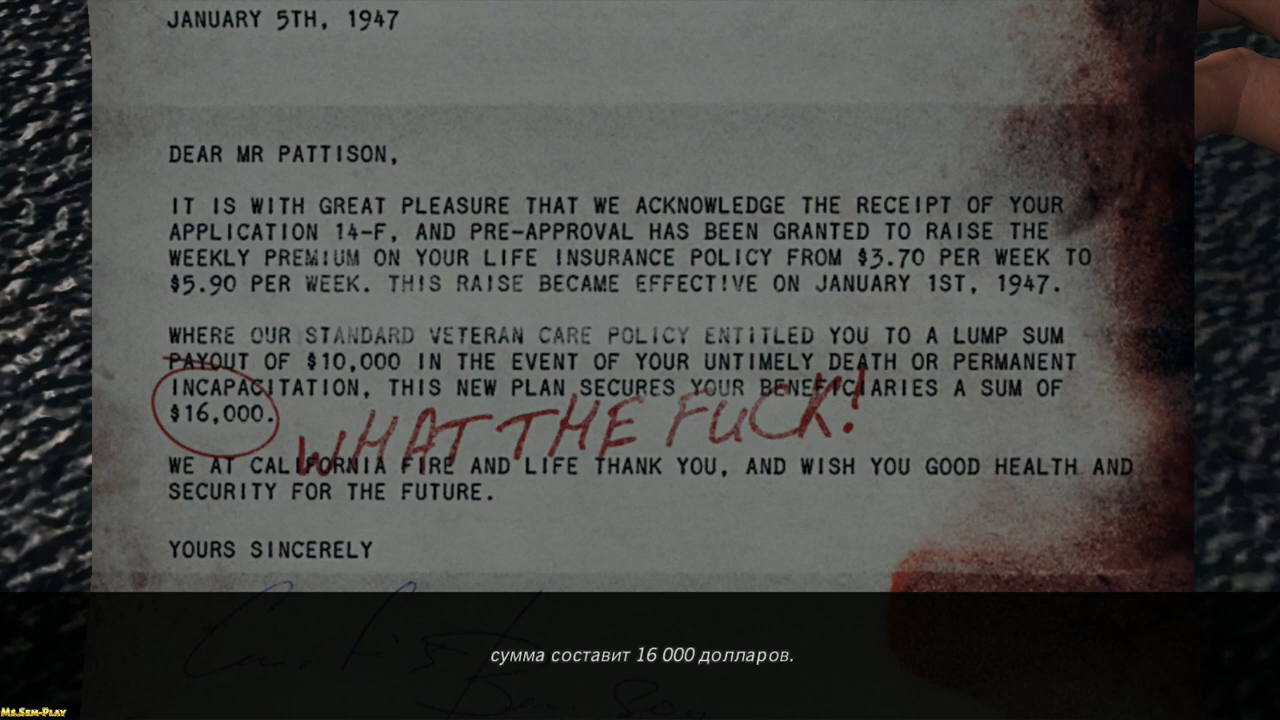 JANUARY 5TH, 1947
DEAR MR PATTISON,
IT IS WITH GREAT PLEASURE THAT WE ACKNOWLEDGE THE RECEIPT OF YOUR
APPLICATION 14-F, AND PRE-APPROVAL HAS BEEN GRANTED TO RAISE THE
WEEKLY PREMIUM ON YOUR LIFE INSURANCE POLICY FROM $3.70 PER WEEK TO
$5.90 PER WEEK. THIS RAISE BECAME EFFECTIVE ON JANUARY 1ST, 1947.
WHERE OUR STANDARD VETERAN CARE POLICY ENTITLED YOU TO A LUMP SUM
PAYOUT OF $10,000 IN THE EVENT OF YOUR UNTIMELY DEATH OR PERMANENT
INCAPACITATION, THIS NEW PLAN SECURES YOUR BENEFICIARIES A SUM OF
$16,000.
WHAT THE FUCK!
WE AT CALIFORNIA FIRE AND LIFE THANK YOU, AND WISH YOU GOOD HEALTH AND
SECURITY FOR THE FUTURE.
YOURS SINCERELY
сумма составит 16 000 долларов.
MS.SEM-PLAY